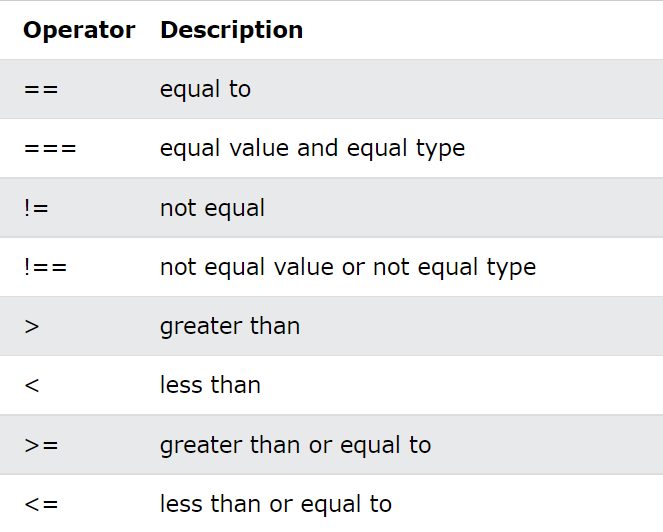 Operator Description
== equal to
=== equal value and equal type
!= not equal
!== not equal value or not equal type
> greater than
< less than
>= greater than or equal to
<= less than or equal to